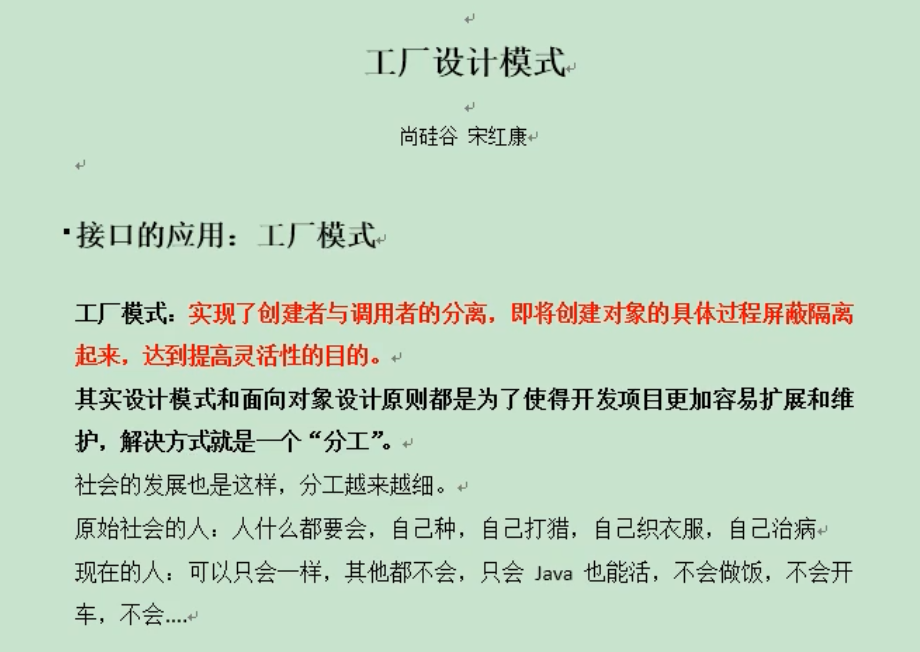 工厂设计模式
尚硅谷 宋红康
接口的应用：工厂模式
工厂模式：实现了创建者与调用者的分离，即将创建对象的具体过程屏蔽隔离
起来，达到提高灵活性的目的。
其实设计模式和面向对象设计原则都是为了使得开发项目更加容易扩展和维
护，解决方式就是一个“分工”。
社会的发展也是这样，分工越来越细。
原始社会的人：人什么都要会，自己种，自己打猎，自己织衣服，自己治病
现在的人：可以只会一样，其他都不会，只会 Java 也能活，不会做饭，不会开
车，不会....